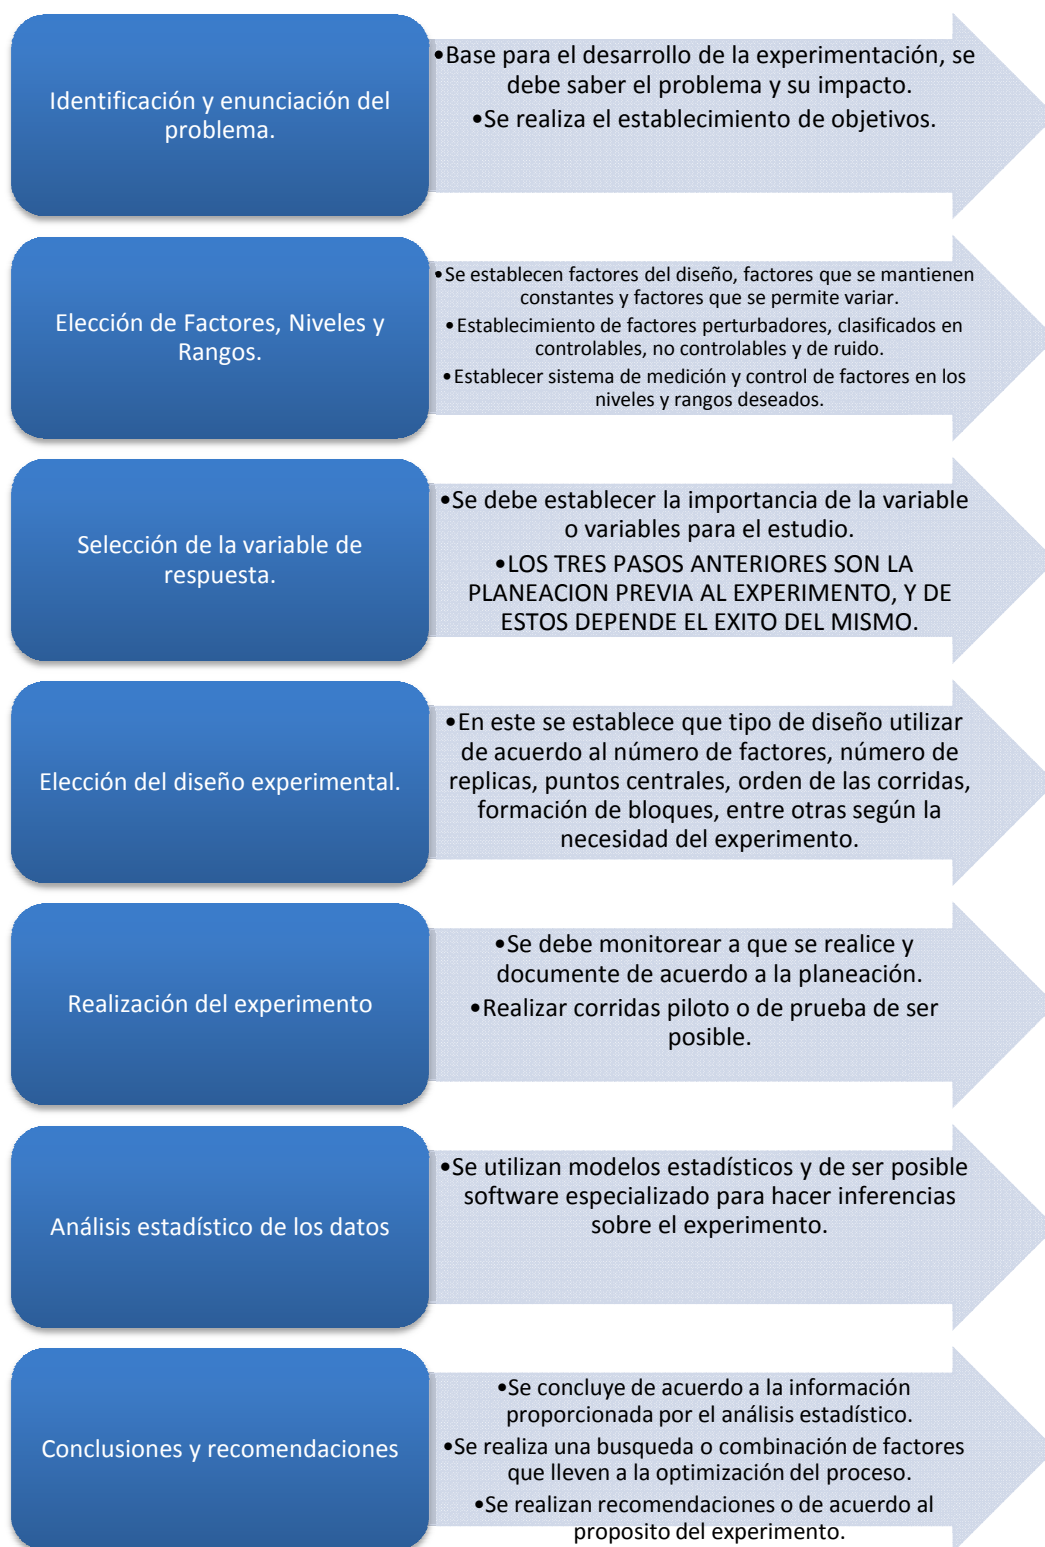 Identificación y enunciación del
problema.
•Base para el desarrollo de la experimentación, se
debe saber el problema y su impacto.
•Se realiza el establecimiento de objetivos.
Elección de Factores, Niveles y
Rangos.
•Se establecen factores del diseño, factores que se mantienen
constantes y factores que se permite variar.
•Establecimiento de factores perturbadores, clasificados en
controlables, no controlables y de ruido.
•Establecer sistema de medición y control de factores en los
niveles y rangos deseados.
Selección de la variable de
respuesta.
•Se debe establecer la importancia de la variable
o variables para el estudio.
•LOS TRES PASOS ANTERIORES SON LA
PLANEACION PREVIA AL EXPERIMENTO, Y DE
ESTOS DEPENDE EL EXITO DEL MISMO.
Elección del diseño experimental.
•En este se establece que tipo de diseño utilizar
de acuerdo al número de factores, número de
replicas, puntos centrales, orden de las corridas,
formación de bloques, entre otras según la
necesidad del experimento.
Realización del experimento
•Se debe monitorear a que se realice y
documente de acuerdo a la planeación.
•Realizar corridas piloto o de prueba de ser
posible.
Análisis estadístico de los datos
•Se utilizan modelos estadísticos y de ser posible
software especializado para hacer inferencias
sobre el experimento.
Conclusiones y recomendaciones
•Se concluye de acuerdo a la información
proporcionada por el análisis estadístico.
•Se realiza una busqueda o combinación de factores
que lleven a la optimización del proceso.
•Se realizan recomendaciones o de acuerdo al
proposito del experimento.